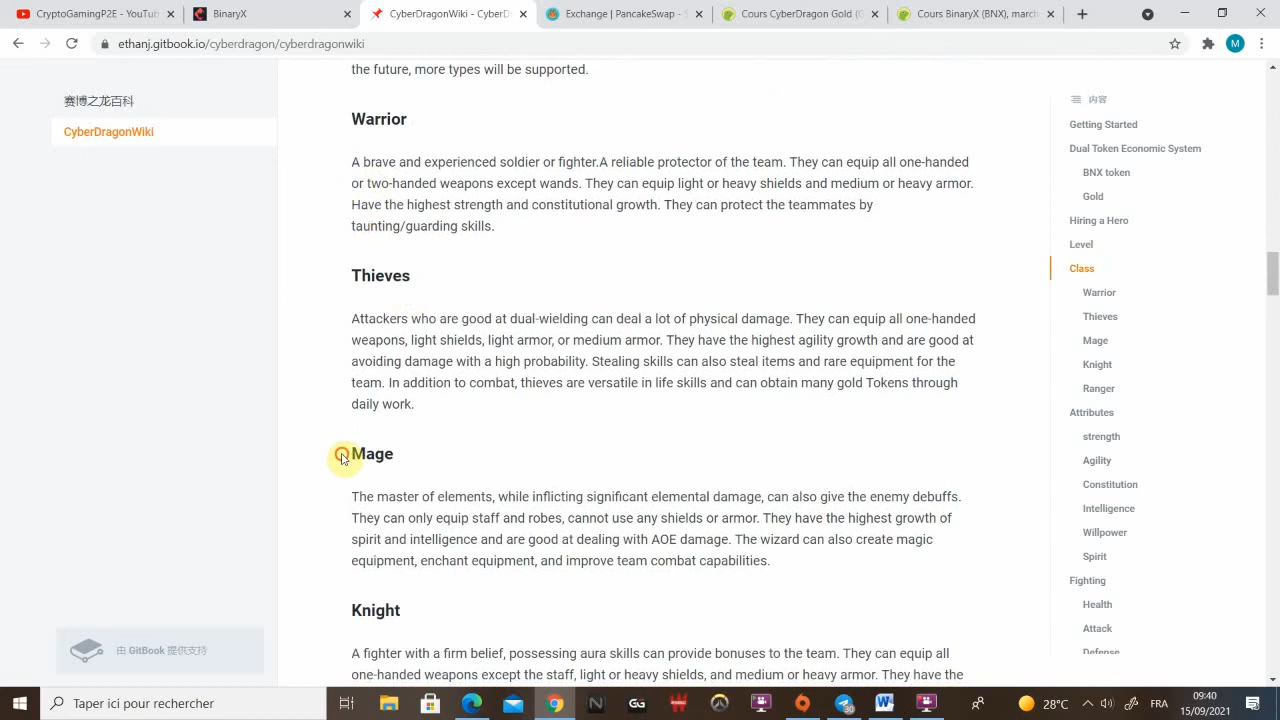 CryptoGamingP2E - YouTub
BinaryX
CyberDragonWiki - CyberD
Exchange | PancakeSwap - S
Cours CryptoCyberDragon Gold (G
Cours BinaryX (BNX), march
ethanj.gitbook.io/cyberdragon/cyberdragonwiki
M
赛博之龙百科
CyberDragonWiki
由 GitBook 提供支持
the future, more types will be supported.
Warrior
A brave and experienced soldier or fighter.A reliable protector of the team. They can equip all one-handed
or two-handed weapons except wands. They can equip light or heavy shields and medium or heavy armor.
Have the highest strength and constitutional growth. They can protect the teammates by
taunting/guarding skills.
Thieves
Attackers who are good at dual-wielding can deal a lot of physical damage. They can equip all one-handed
weapons, light shields, light armor, or medium armor. They have the highest agility growth and are good at
avoiding damage with a high probability. Stealing skills can also steal items and rare equipment for the
team. In addition to combat, thieves are versatile in life skills and can obtain many gold Tokens through
daily work.
Mage
The master of elements, while inflicting significant elemental damage, can also give the enemy debuffs.
They can only equip staff and robes, cannot use any shields or armor. They have the highest growth of
spirit and intelligence and are good at dealing with AOE damage. The wizard can also create magic
equipment, enchant equipment, and improve team combat capabilities.
Knight
A fighter with a firm belief, possessing aura skills can provide bonuses to the team. They can equip all
one-handed weapons except the staff, light or heavy shields, and medium or heavy armor. They have the
内容
Getting Started
Dual Token Economic System
BNX token
Gold
Hiring a Hero
Level
Class
Warrior
Thieves
Mage
Knight
Ranger
Attributes
strength
Agility
Constitution
Intelligence
Willpower
Spirit
Fighting
Health
Attack
Defense
Taper ici pour rechercher
N
GG
28°C
FRA
09:40
15/09/2021